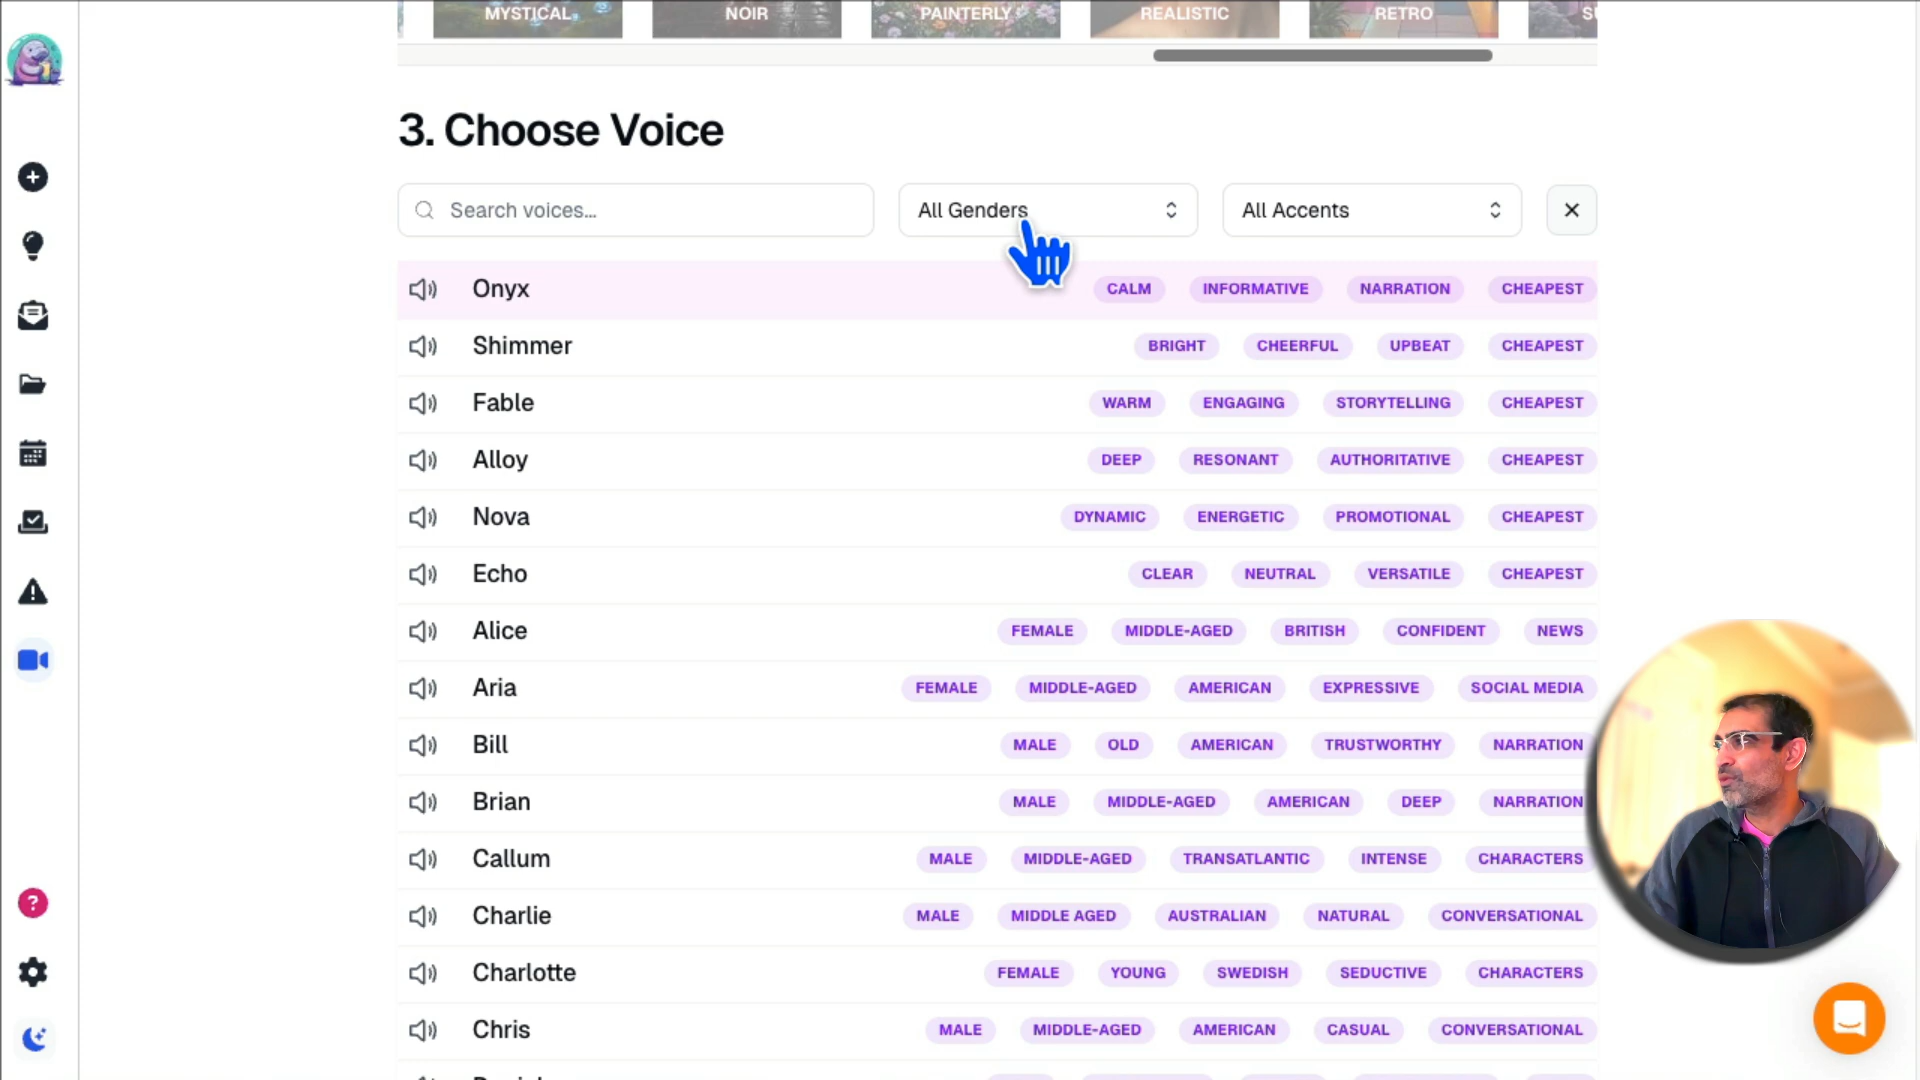 MYSTICAL NOIR PAINTERLY REALISTIC RETRO
3. Choose Voice
Search voices... All Genders All Accents
Onyx CALM INFORMATIVE NARRATION CHEAPEST
Shimmer BRIGHT CHEERFUL UPBEAT CHEAPEST
Fable WARM ENGAGING STORYTELLING CHEAPEST
Alloy DEEP RESONANT AUTHORITATIVE CHEAPEST
Nova DYNAMIC ENERGETIC PROMOTIONAL CHEAPEST
Echo CLEAR NEUTRAL VERSATILE CHEAPEST
Alice FEMALE MIDDLE-AGED BRITISH CONFIDENT NEWS
Aria FEMALE MIDDLE-AGED AMERICAN EXPRESSIVE SOCIAL MEDIA
Bill MALE OLD AMERICAN TRUSTWORTHY NARRATION
Brian MALE MIDDLE-AGED AMERICAN DEEP NARRATION
Callum MALE MIDDLE-AGED TRANSATLANTIC INTENSE CHARACTERS
Charlie MALE MIDDLE AGED AUSTRALIAN NATURAL CONVERSATIONAL
Charlotte FEMALE YOUNG SWEDISH SEDUCTIVE CHARACTERS
Chris MALE MIDDLE-AGED AMERICAN CASUAL CONVERSATIONAL